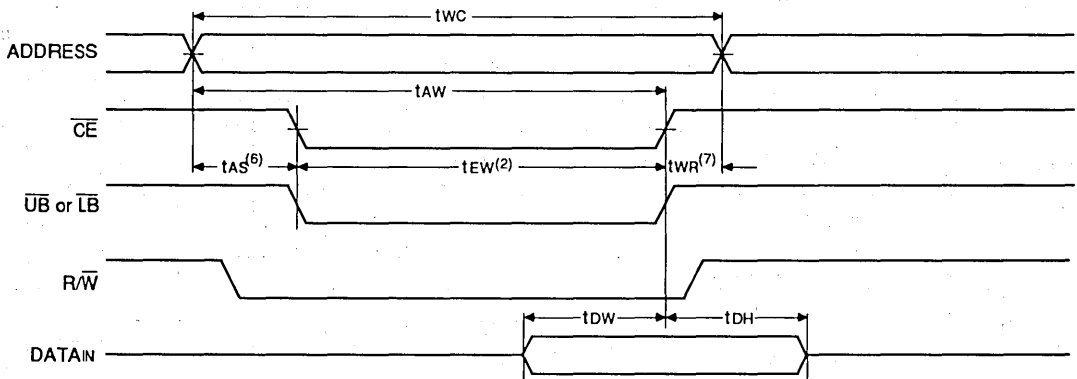 tWC
ADDRESS
tAW
CE
tAS(6) tEW(2) tWR(7)
UB or LB
R/W
tDW tDH
DATAIN